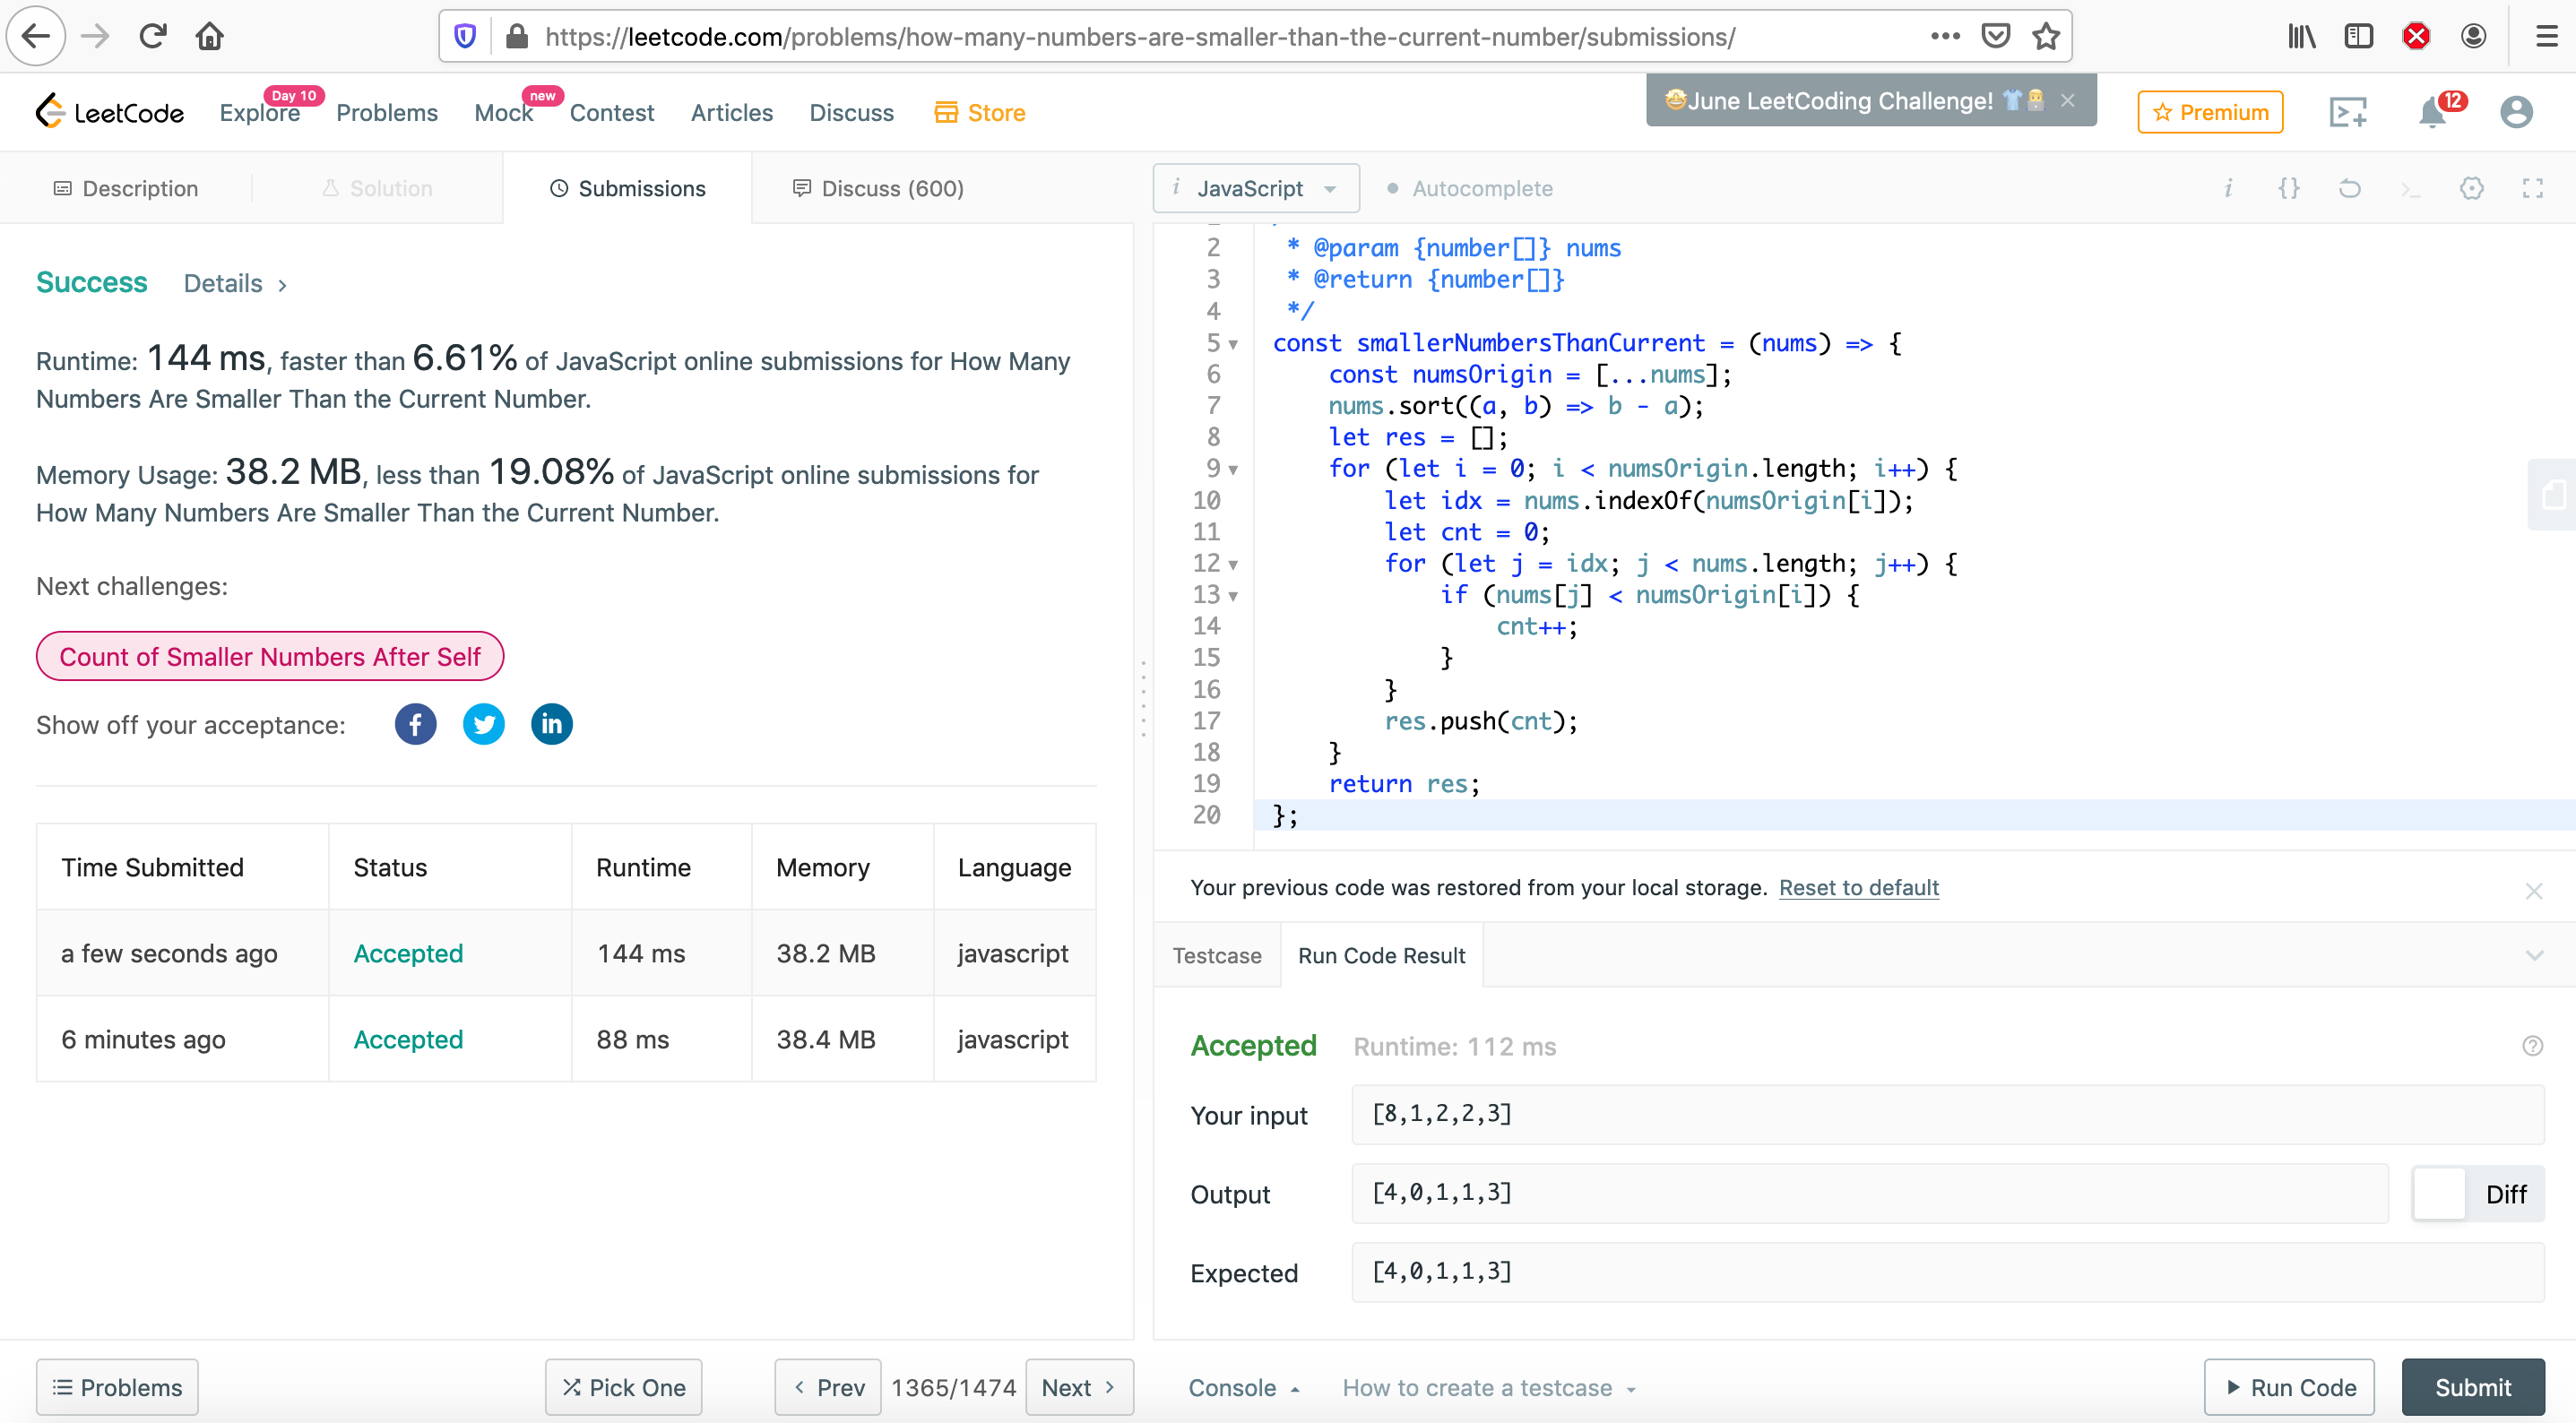 https://leetcode.com/problems/how-many-numbers-are-smaller-than-the-current-number/submissions/
LeetCode Explore Day 10 Problems Mock new Contest Articles Discuss Store June LeetCoding Challenge! Premium 12
Description Solution Submissions Discuss (600)
i JavaScript Autocomplete
Success Details >
Runtime: 144 ms, faster than 6.61% of JavaScript online submissions for How Many
Numbers Are Smaller Than the Current Number.
Memory Usage: 38.2 MB, less than 19.08% of JavaScript online submissions for
How Many Numbers Are Smaller Than the Current Number.
Next challenges:
Count of Smaller Numbers After Self
Show off your acceptance:
Time Submitted Status Runtime Memory Language
a few seconds ago Accepted 144 ms 38.2 MB javascript
6 minutes ago Accepted 88 ms 38.4 MB javascript
2 * @param {number[]} nums
3 * @return {number[]}
4 */
5 const smallerNumbersThanCurrent = (nums) => {
6 const numsOrigin = [...nums];
7 nums.sort((a, b) => b - a);
8 let res = [];
9 for (let i = 0; i < numsOrigin.length; i++) {
10 let idx = nums.indexOf(numsOrigin[i]);
11 let cnt = 0;
12 for (let j = idx; j < nums.length; j++) {
13 if (nums[j] < numsOrigin[i]) {
14 cnt++;
15 }
16 }
17 res.push(cnt);
18 }
19 return res;
20 };
Your previous code was restored from your local storage. Reset to default
Testcase Run Code Result
Accepted Runtime: 112 ms
Your input [8,1,2,2,3]
Output [4,0,1,1,3] Diff
Expected [4,0,1,1,3]
Problems Pick One < Prev 1365/1474 Next > Console How to create a testcase Run Code Submit